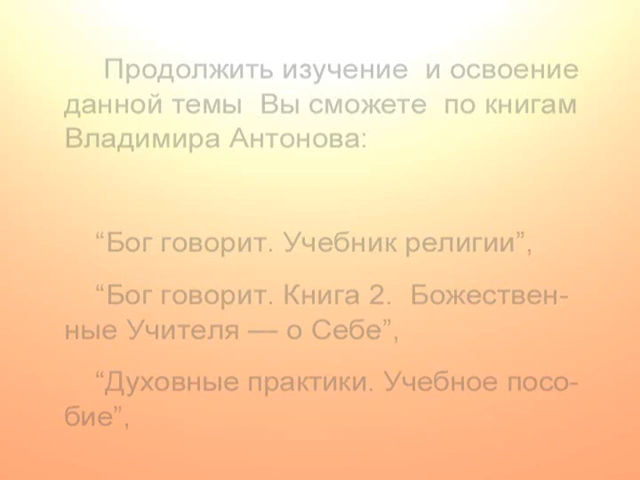 Продолжить изучение и освоение
данной темы Вы сможете по книгам
Владимира Антонова:
“Бог говорит. Учебник религии”,
“Бог говорит. Книга 2. Божествен-
ные Учителя — о Себе”,
“Духовные практики. Учебное посо-
бие”,